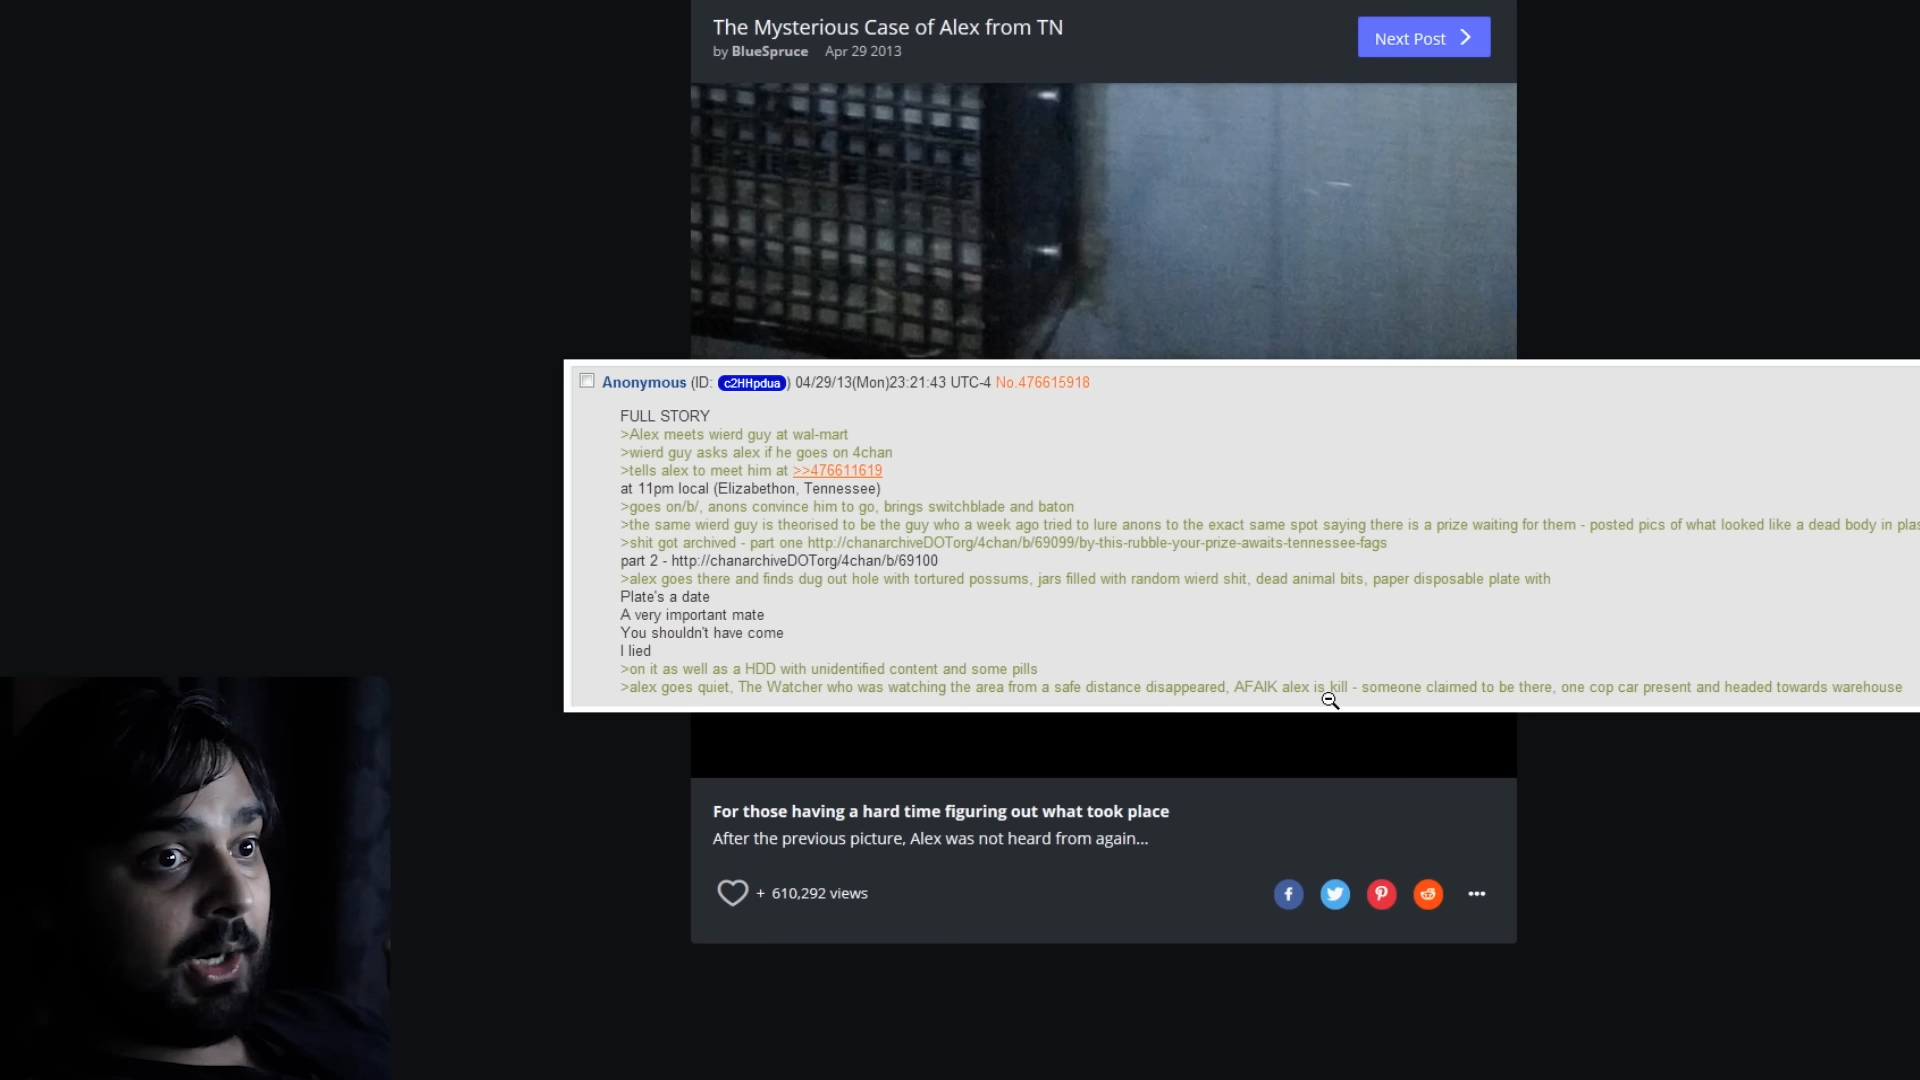 The Mysterious Case of Alex from TN
by BlueSpruce Apr 29 2013
Next Post
Anonymous (ID: c2HHpdua) 04/29/13(Mon)23:21:43 UTC-4 No.476615918
FULL STORY
>Alex meets wierd guy at wal-mart
>wierd guy asks alex if he goes on 4chan
>tells alex to meet him at >>476611619
at 11pm local (Elizabethon, Tennessee)
>goes on/b/, anons convince him to go, brings switchblade and baton
>the same wierd guy is theorised to be the guy who a week ago tried to lure anons to the exact same spot saying there is a prize waiting for them - posted pics of what looked like a dead body in plas
>shit got archived - part one http://chanarchiveDOTorg/4chan/b/69099/by-this-rubble-your-prize-awaits-tennessee-fags
part 2 - http://chanarchiveDOTorg/4chan/b/69100
>alex goes there and finds dug out hole with tortured possums, jars filled with random wierd shit, dead animal bits, paper disposable plate with
Plate's a date
A very important mate
You shouldn't have come
I lied
>on it as well as a HDD with unidentified content and some pills
>alex goes quiet, The Watcher who was watching the area from a safe distance disappeared, AFAIK alex is kill - someone claimed to be there, one cop car present and headed towards warehouse
For those having a hard time figuring out what took place
After the previous picture, Alex was not heard from again...
+ 610,292 views